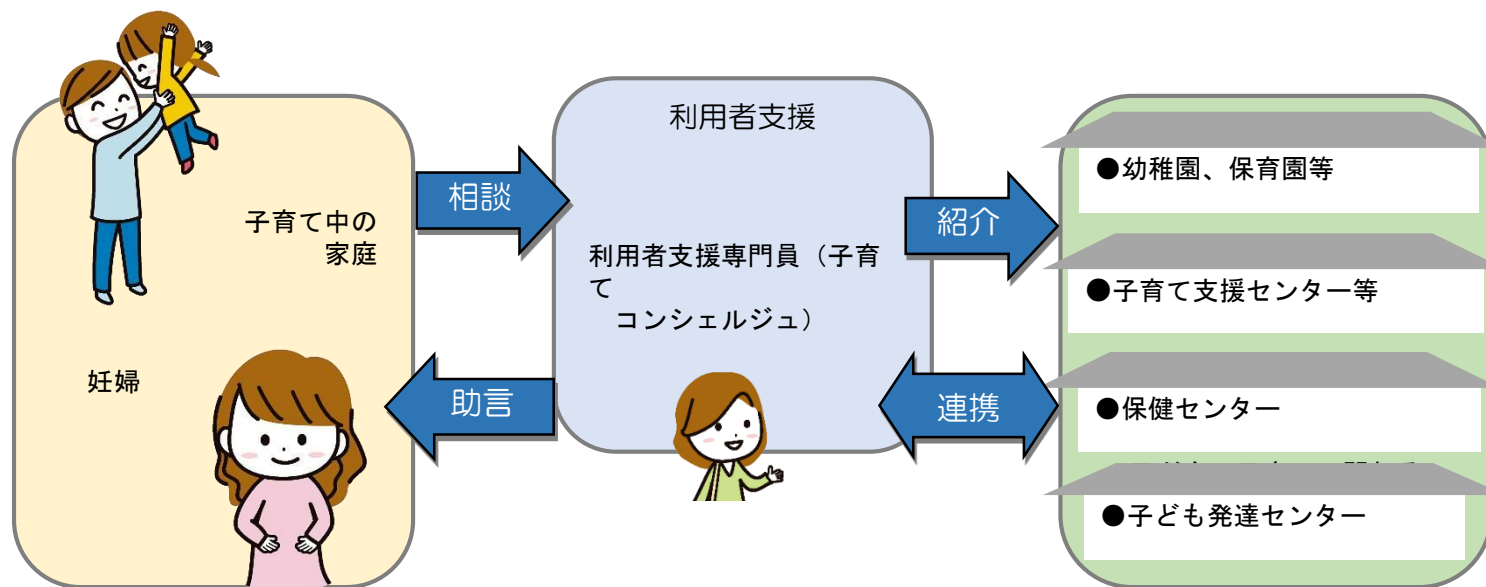 子育て中の
家庭
妊婦
相談
助言
利用者支援
利用者支援専門員（子育
て
コンシェルジュ）
紹介
連携
●幼稚園、保育園等
●子育て支援センター等
●保健センター
●子ども発達センター